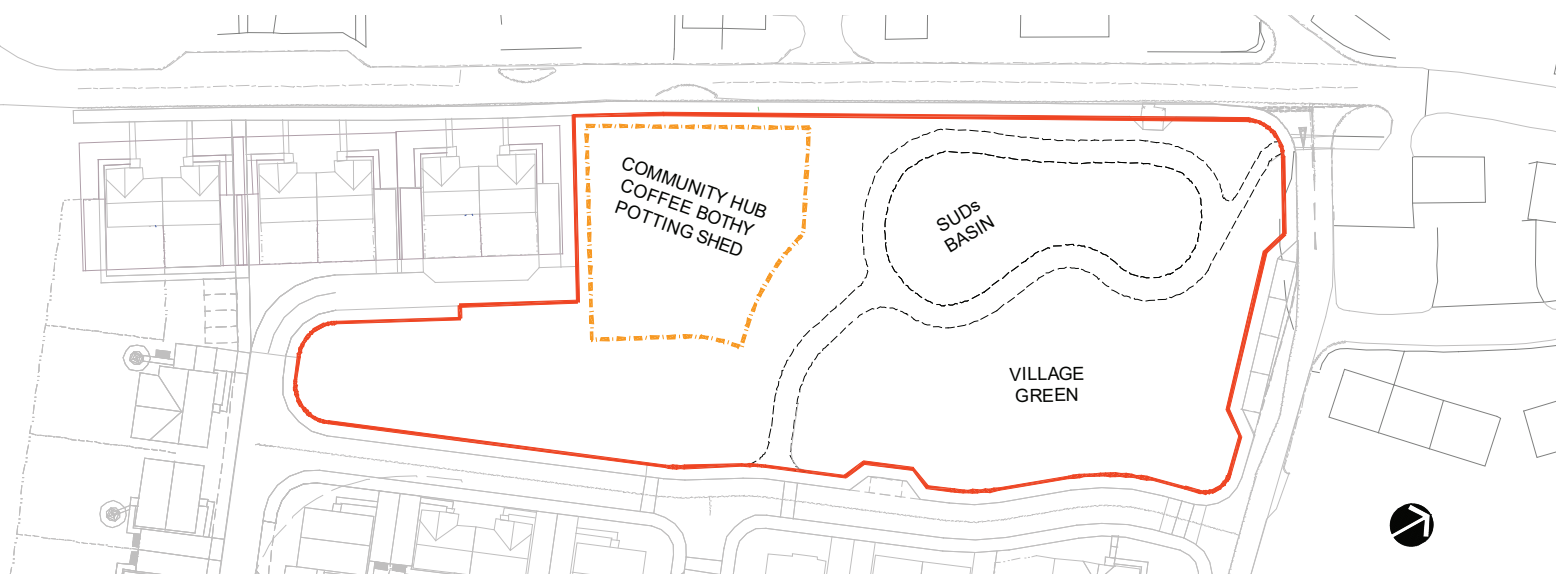 COMMUNITY HUB
COFFEE BOTHY
POTTING SHED
SUDs
BASIN
VILLAGE
GREEN